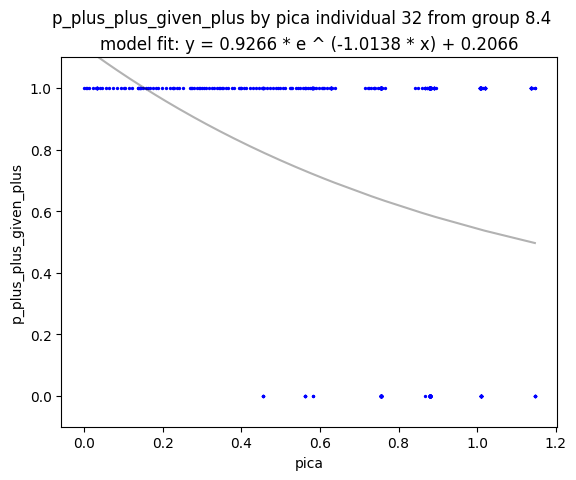 p_plus_plus_given_plus by pica individual 32 from group 8.4
model fit: y = 0.9266 * e ^ (-1.0138 * x) + 0.2066
1.0
0.8
0.6
0.4
0.2
0.0
p_plus_plus_given_plus
0.0 0.2 0.4 0.6 0.8 1.0 1.2
pica